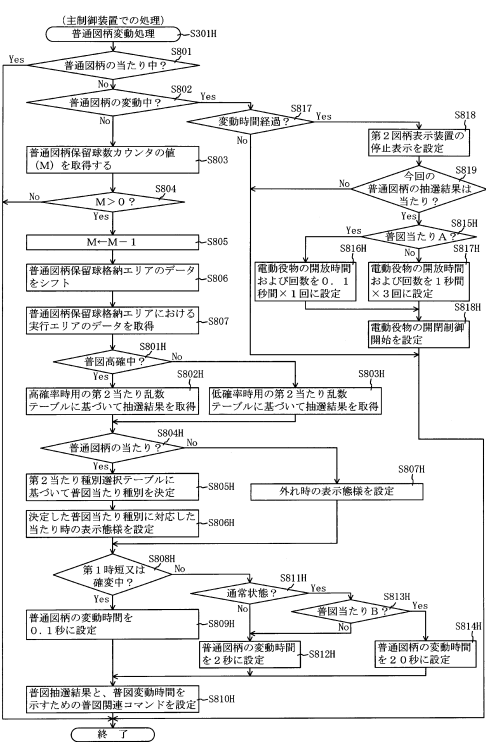 (主制御装置での処理)
普通図柄変動処理
S301H
S801
普通図柄の当たり中?
Yes
No
S802
普通図柄の変動中?
Yes
No
S817
変動時間経過?
Yes
No
S818
第2図柄表示装置の
停止表示を設定
S819
今回の
普通図柄の抽選結果は
当たり?
No
Yes
S815H
普図当たりA?
Yes
No
S816H
電動役物の開放時間
および回数を0.1
秒間×1回に設定
S817H
電動役物の開放時間
および回数を1秒間
×3回に設定
S818H
電動役物の開閉制御
開始を設定
普通図柄保留球数カウンタの値
(M)を取得する
S803
S804
M>0?
No
Yes
M←M-1
S805
普通図柄保留球格納エリアのデータ
をシフト
S806
普通図柄保留球格納エリアにおける
実行エリアのデータを取得
S807
S801H
普図高確中?
No
Yes
S802H
高確率時用の第2当たり乱数
テーブルに基づいて抽選結果を取得
S803H
低確率時用の第2当たり乱数
テーブルに基づいて抽選結果を取得
S804H
普通図柄の当たり?
No
Yes
第2当たり種別選択テーブルに
基づいて普図当たり種別を決定
S805H
決定した普図当たり種別に対応した
当たり時の表示態様を設定
S806H
S807H
外れ時の表示態様を設定
S808H
第1時短又は
確変中?
No
Yes
普通図柄の変動時間を
0.1秒に設定
S809H
S811H
通常状態?
Yes
No
S813H
普図当たりB?
Yes
No
普通図柄の変動時間
を2秒に設定
S812H
S814H
普通図柄の変動時間
を20秒に設定
普図抽選結果と、普図変動時間を
示すための普図関連コマンドを設定
S810H
終了